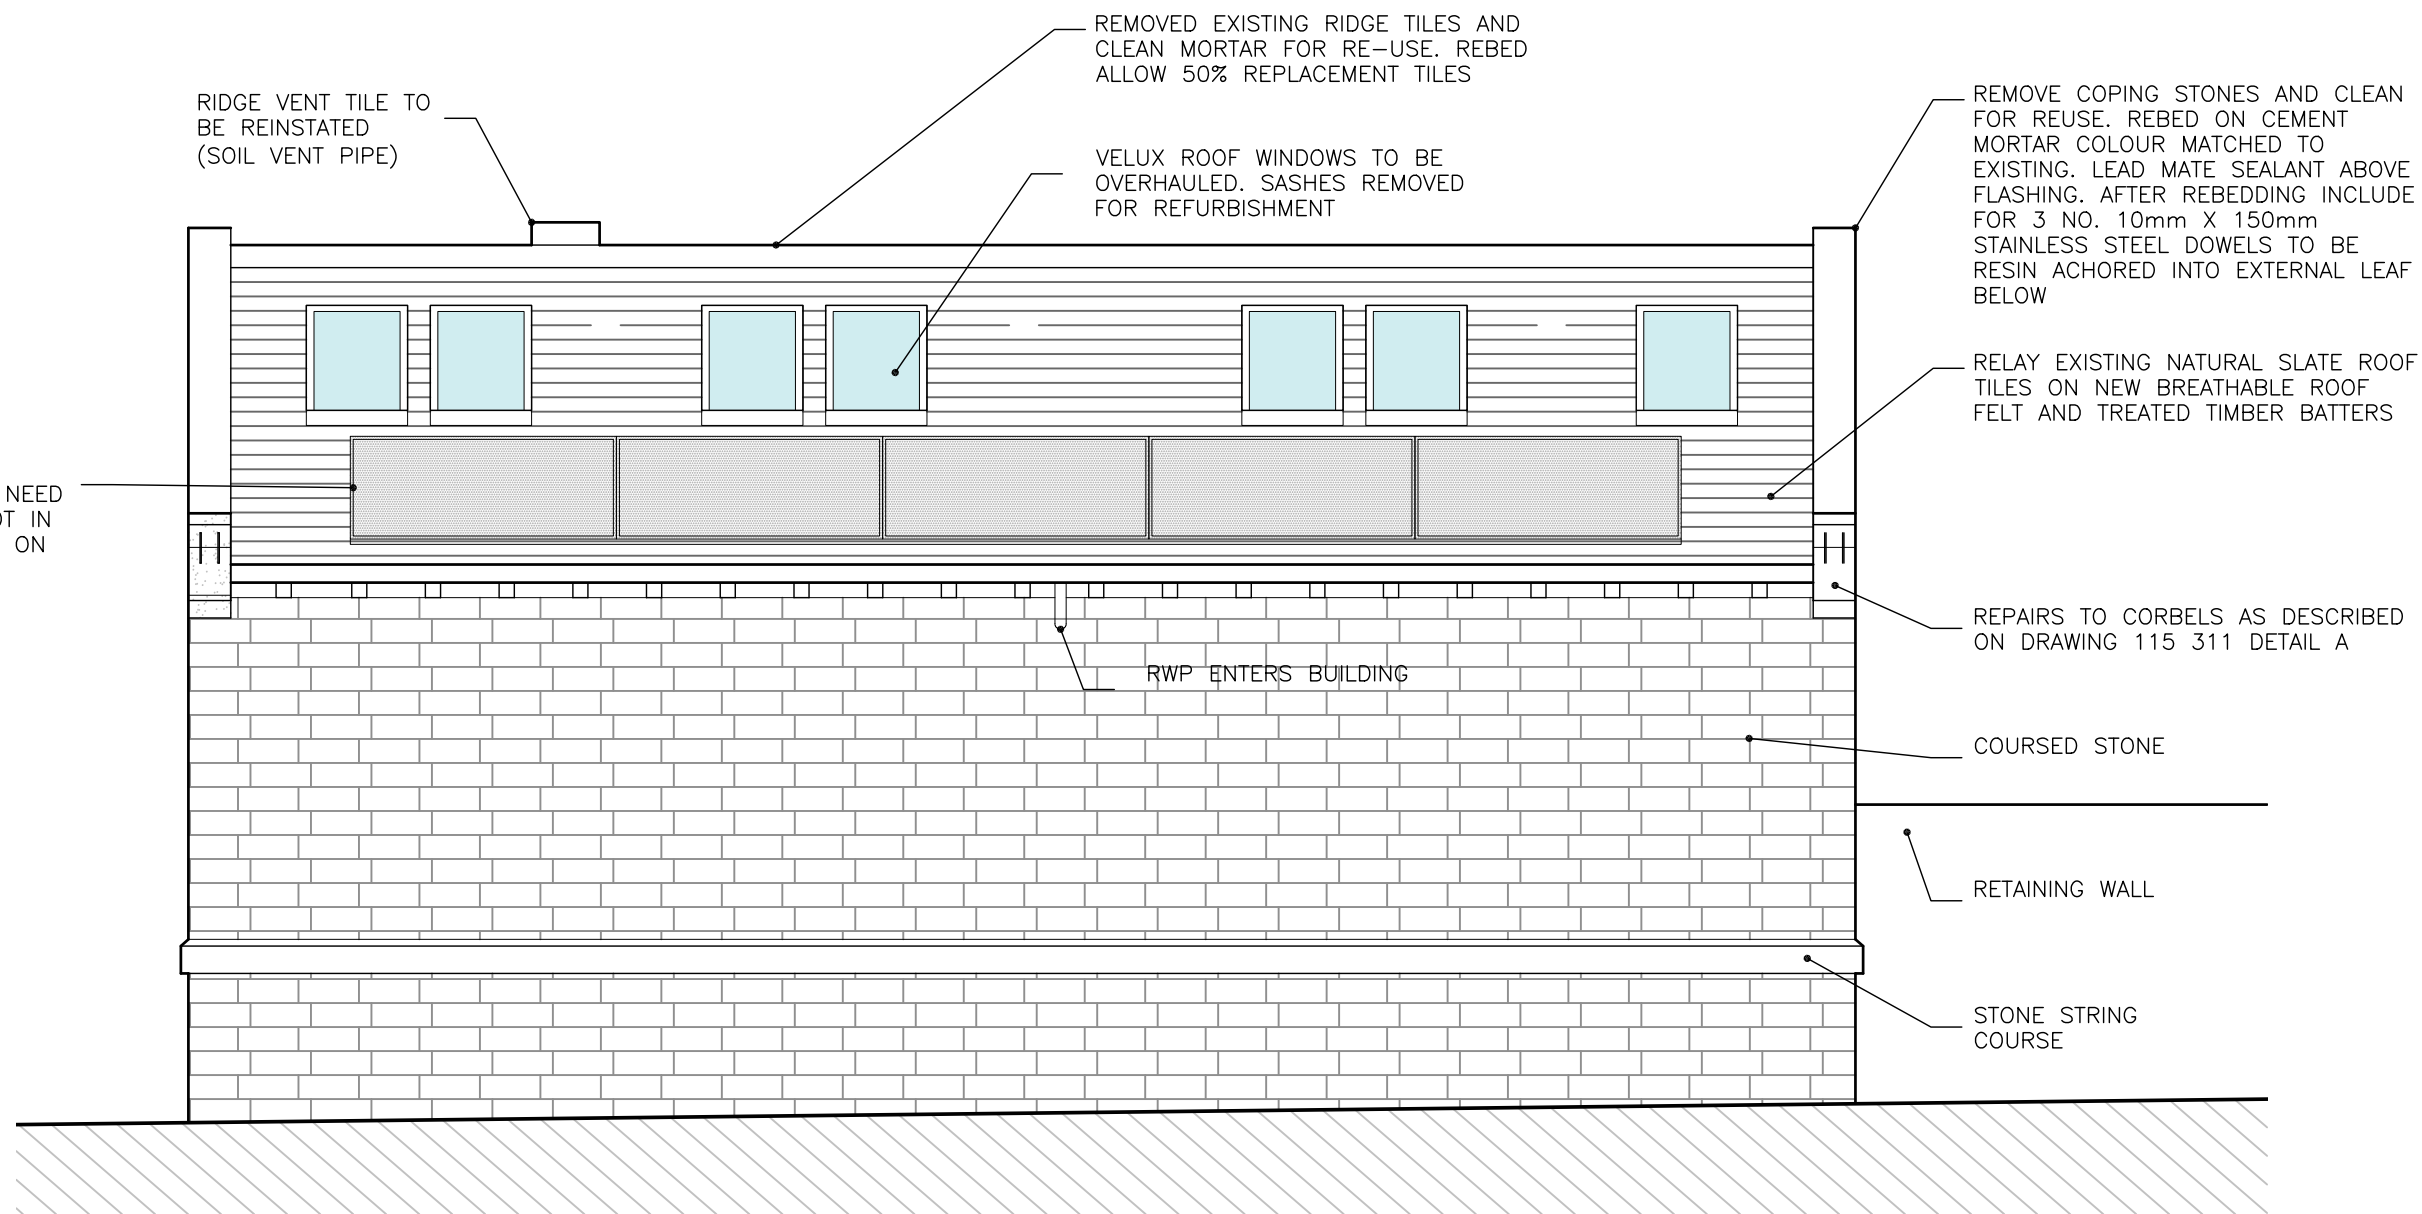 REMOVED EXISTING RIDGE TILES AND
CLEAN MORTAR FOR RE-USE. REBED
ALLOW 50% REPLACEMENT TILES
RIDGE VENT TILE TO
BE REINSTATED
(SOIL VENT PIPE)
VELUX ROOF WINDOWS TO BE
OVERHAULED. SASHES REMOVED
FOR REFURBISHMENT
REMOVE COPING STONES AND CLEAN
FOR REUSE. REBED ON CEMENT
MORTAR COLOUR MATCHED TO
EXISTING. LEAD MATE SEALANT ABOVE
FLASHING. AFTER REBEDDING INCLUDE
FOR 3 NO. 10mm X 150mm
STAINLESS STEEL DOWELS TO BE
RESIN ACHORED INTO EXTERNAL LEAF
BELOW
RELAY EXISTING NATURAL SLATE ROOF
TILES ON NEW BREATHABLE ROOF
FELT AND TREATED TIMBER BATTERS
NEED
IN
ON
REPAIRS TO CORBELS AS DESCRIBED
ON DRAWING 115 311 DETAIL A
RWP ENTERS BUILDING
COURSED STONE
RETAINING WALL
STONE STRING
COURSE